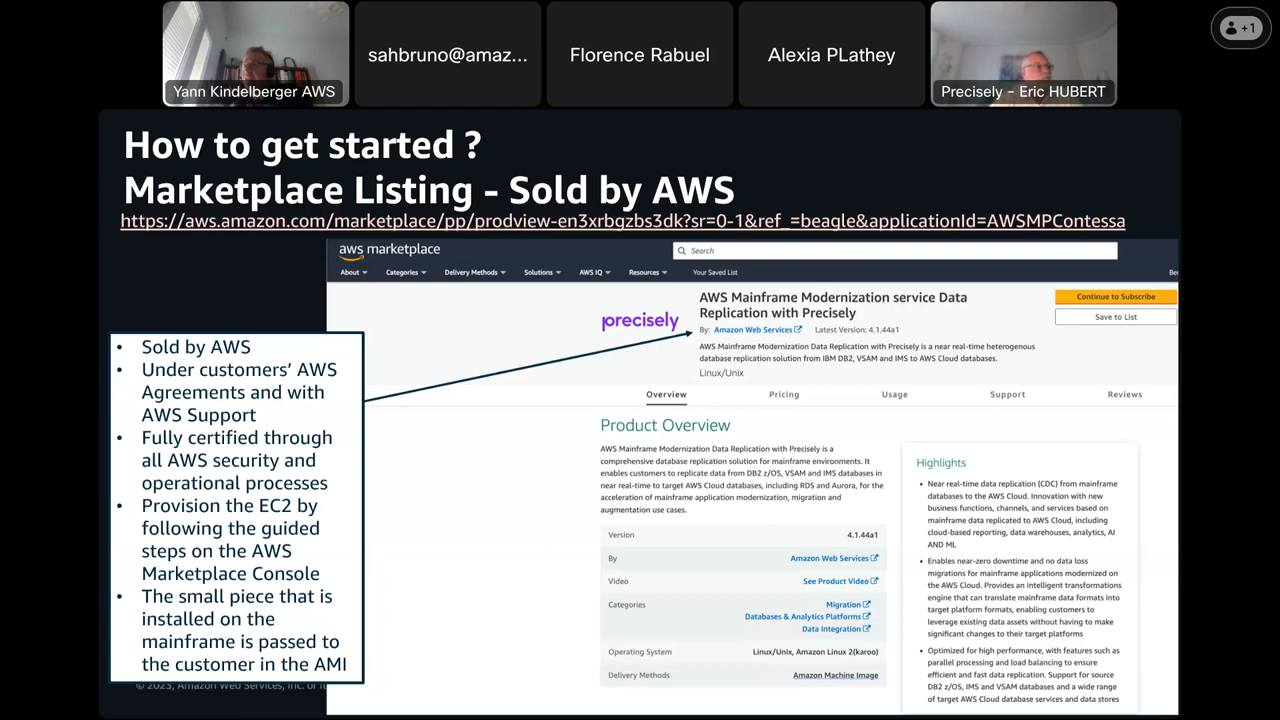 Yann Kindelberger AWS
sahbruno@amaz...
Florence Rabuel
Alexia PLathey
Precisely - Eric HUBERT
+1
How to get started ?
Marketplace Listing - Sold by AWS
https://aws.amazon.com/marketplace/pp/prodview-en3xrbgzbs3dk?sr=0-1&ref_=beagle&applicationId=AWSMPContessa
aws marketplace
Search
About
Categories
Delivery Methods
Solutions
AWS IQ
Resources
Your Saved List
precisely
AWS Mainframe Modernization service Data
Replication with Precisely
By: Amazon Web Services Latest Version: 4.1.44a1
AWS Mainframe Modernization Data Replication with Precisely is a near real-time heterogenous
database replication solution from IBM DB2, VSAM and IMS to AWS Cloud databases.
Linux/Unix
Continue to Subscribe
Save to List
• Sold by AWS
• Under customers’ AWS
Agreements and with
AWS Support
• Fully certified through
all AWS security and
operational processes
• Provision the EC2 by
following the guided
steps on the AWS
Marketplace Console
• The small piece that is
installed on the
mainframe is passed to
the customer in the AMI
Overview
Pricing
Usage
Support
Reviews
Product Overview
AWS Mainframe Modernization Data Replication with Precisely is a
comprehensive database replication solution for mainframe environments. It
enables customers to replicate data from DB2 z/OS, VSAM and IMS databases in
near real-time to target AWS Cloud databases, including RDS and Aurora, for
the acceleration of mainframe application modernization, migration and
augmentation use cases.
Version 4.1.44a1
By Amazon Web Services
Video See Product Video
Categories Migration
Databases & Analytics Platforms
Data Integration
Operating System Linux/Unix, Amazon Linux 2(karoo)
Delivery Methods Amazon Machine Image
Highlights
• Near real-time data replication (CDC) from mainframe
databases to the AWS Cloud. Innovation with new
business functions, channels, and services based on
mainframe data replicated to AWS Cloud, including
cloud-based reporting, data warehouses, analytics, AI
AND ML
• Enables near-zero downtime and no data loss
migrations for mainframe applications modernized on
the AWS Cloud. Provides an intelligent transformations
engine that can translate mainframe data formats into
target platform formats, enabling customers to
leverage existing data assets without having to make
significant changes to their target platforms
• Optimized for high performance, with features such as
parallel processing and load balancing to ensure
efficient and fast data replication. Support for source
DB2 z/OS, IMS and VSAM databases and a wide range
of target AWS Cloud database services and data stores
© 2023, Amazon Web Services, Inc. or